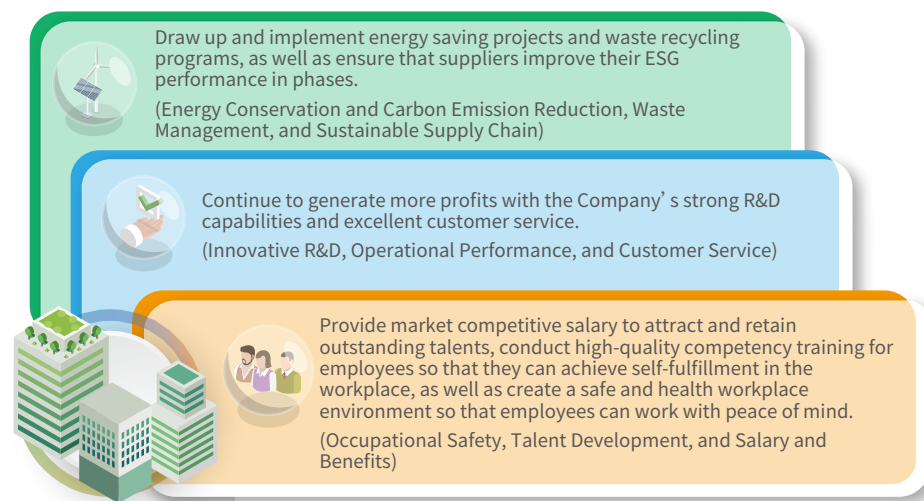 Draw up and implement energy saving projects and waste recycling
programs, as well as ensure that suppliers improve their ESG
performance in phases.
(Energy Conservation and Carbon Emission Reduction, Waste
Management, and Sustainable Supply Chain)
Continue to generate more profits with the Company’s strong R&D
capabilities and excellent customer service.
(Innovative R&D, Operational Performance, and Customer Service)
Provide market competitive salary to attract and retain
outstanding talents, conduct high-quality competency training for
employees so that they can achieve self-fulfillment in the
workplace, as well as create a safe and health workplace
environment so that employees can work with peace of mind.
(Occupational Safety, Talent Development, and Salary and
Benefits)